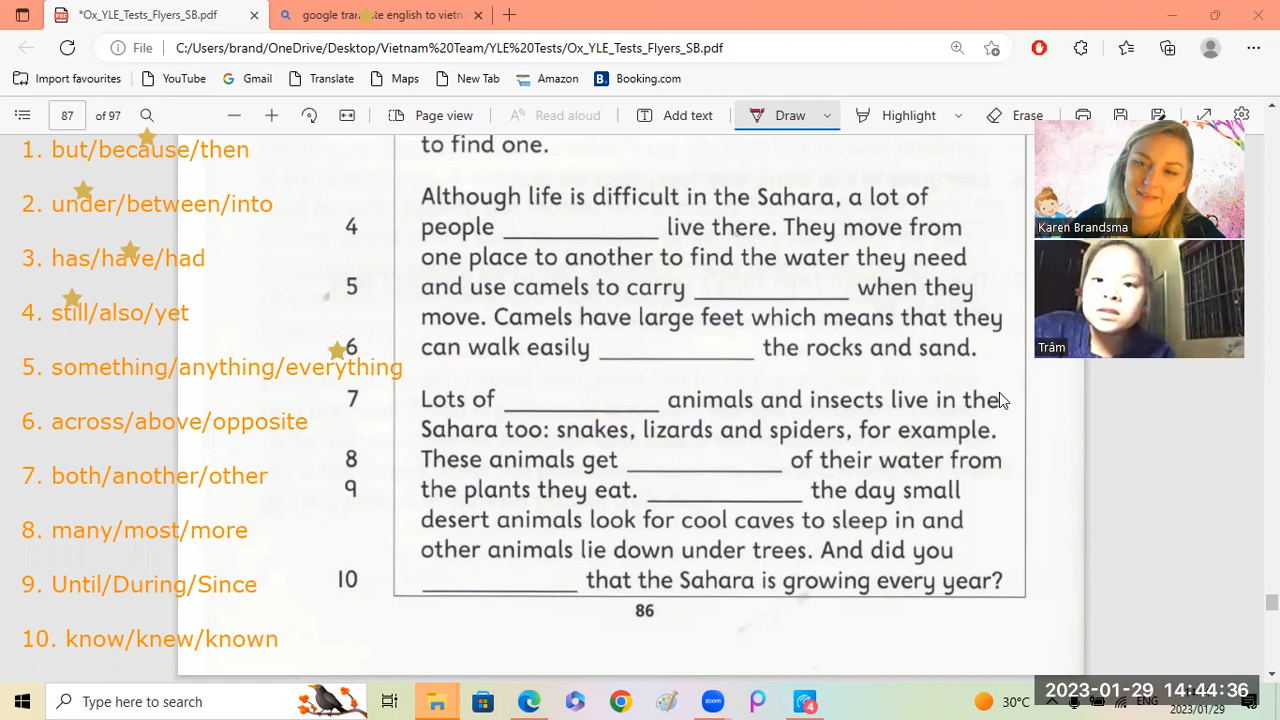 *Ox_YLE_Tests_Flyers_SB.pdf
File C:/Users/brand/OneDrive/Desktop/Vietnam%20Team/YLE%20Tests/Ox_YLE_Tests_Flyers_SB.pdf
Import favourites YouTube Gmail Translate Maps New Tab Amazon Booking.com
87 of 97 Page view Read aloud Add text Draw Highlight Erase
1. but/because/then
2. under/between/into
3. has/have/had
4. still/also/yet
5. something/anything/everything
6. across/above/opposite
7. both/another/other
8. many/most/more
9. Until/During/Since
10. know/knew/known
to find one.
Although life is difficult in the Sahara, a lot of
4 people ____________ live there. They move from
one place to another to find the water they need
5 and use camels to carry ____________ when they
move. Camels have large feet which means that they
6 can walk easily ____________ the rocks and sand.
7 Lots of ____________ animals and insects live in the
Sahara too: snakes, lizards and spiders, for example.
8 These animals get ____________ of their water from
9 the plants they eat. ____________ the day small
desert animals look for cool caves to sleep in and
other animals lie down under trees. And did you
10 ____________ that the Sahara is growing every year?
86
Karen Brandsma
Trâm
Type here to search
4
30°C
2023-01-29 14:44:36
2023/01/29